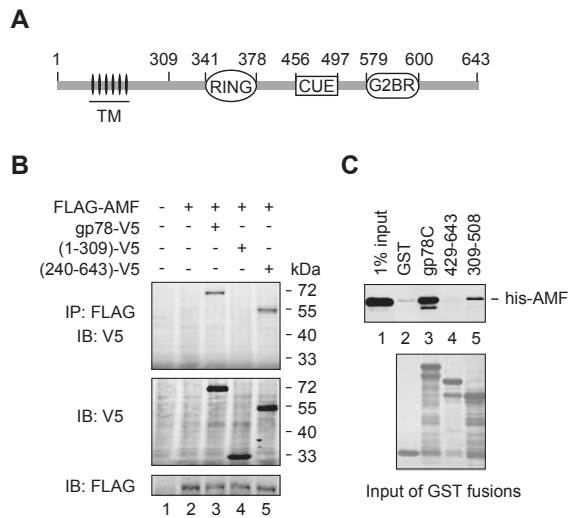 A
1 309 341 378 456 497 579 600 643
RING CUE G2BR
TM
B
FLAG-AMF - + + + +
gp78-V5 - - + - -
(1-309)-V5 - - - + -
(240-643)-V5 - - - - +
kDa
IP: FLAG
IB: V5
- 72
- 55
- 40
- 33
IB: V5
- 72
- 55
- 40
- 33
IB: FLAG
1 2 3 4 5
C
1% input
GST
gp78C
429-643
309-508
- his-AMF
1 2 3 4 5
Input of GST fusions